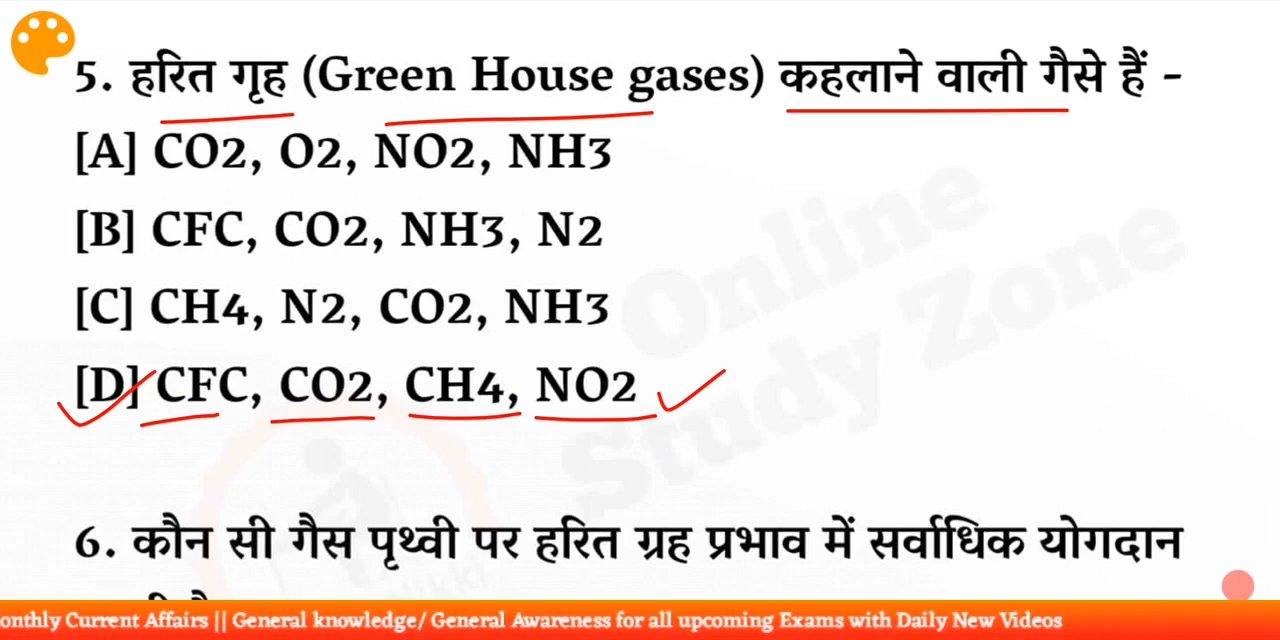 5. हरित गृह (Green House gases) कहलाने वाली गैसे हैं -
[A] CO2, O2, NO2, NH3
[B] CFC, CO2, NH3, N2
[C] CH4, N2, CO2, NH3
[D] CFC, CO2, CH4, NO2
Online
Study Zone
6. कौन सी गैस पृथ्वी पर हरित ग्रह प्रभाव में सर्वाधिक योगदान
onthly Current Affairs || General knowledge/ General Awareness for all upcoming Exams with Daily New Videos